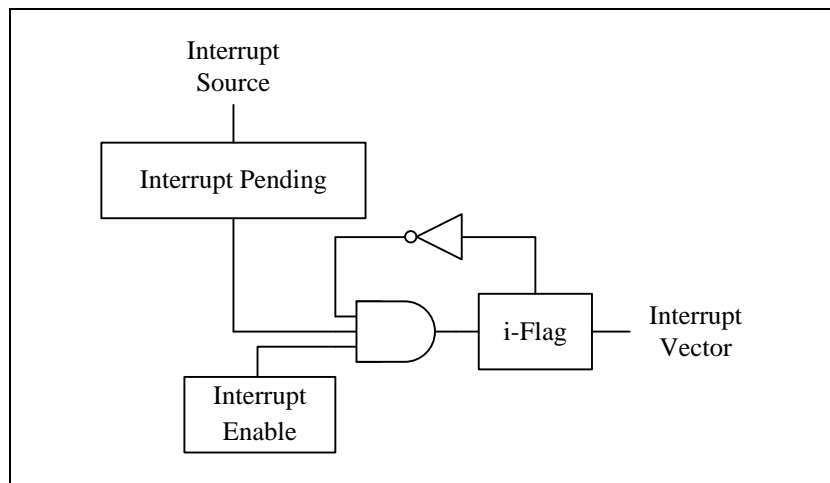 Interrupt
Source
Interrupt Pending
i-Flag
Interrupt
Vector
Interrupt
Enable